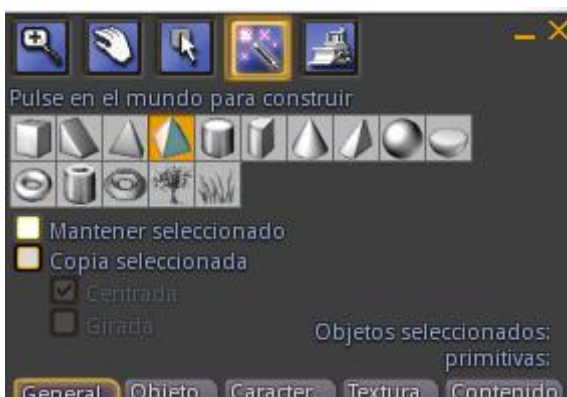 Pulse en el mundo para construir
Mantener seleccionado
Copia seleccionada
Centrada
Girada
Objetos seleccionados:
primitivas:
General Objeto Caracter. Textura Contenido